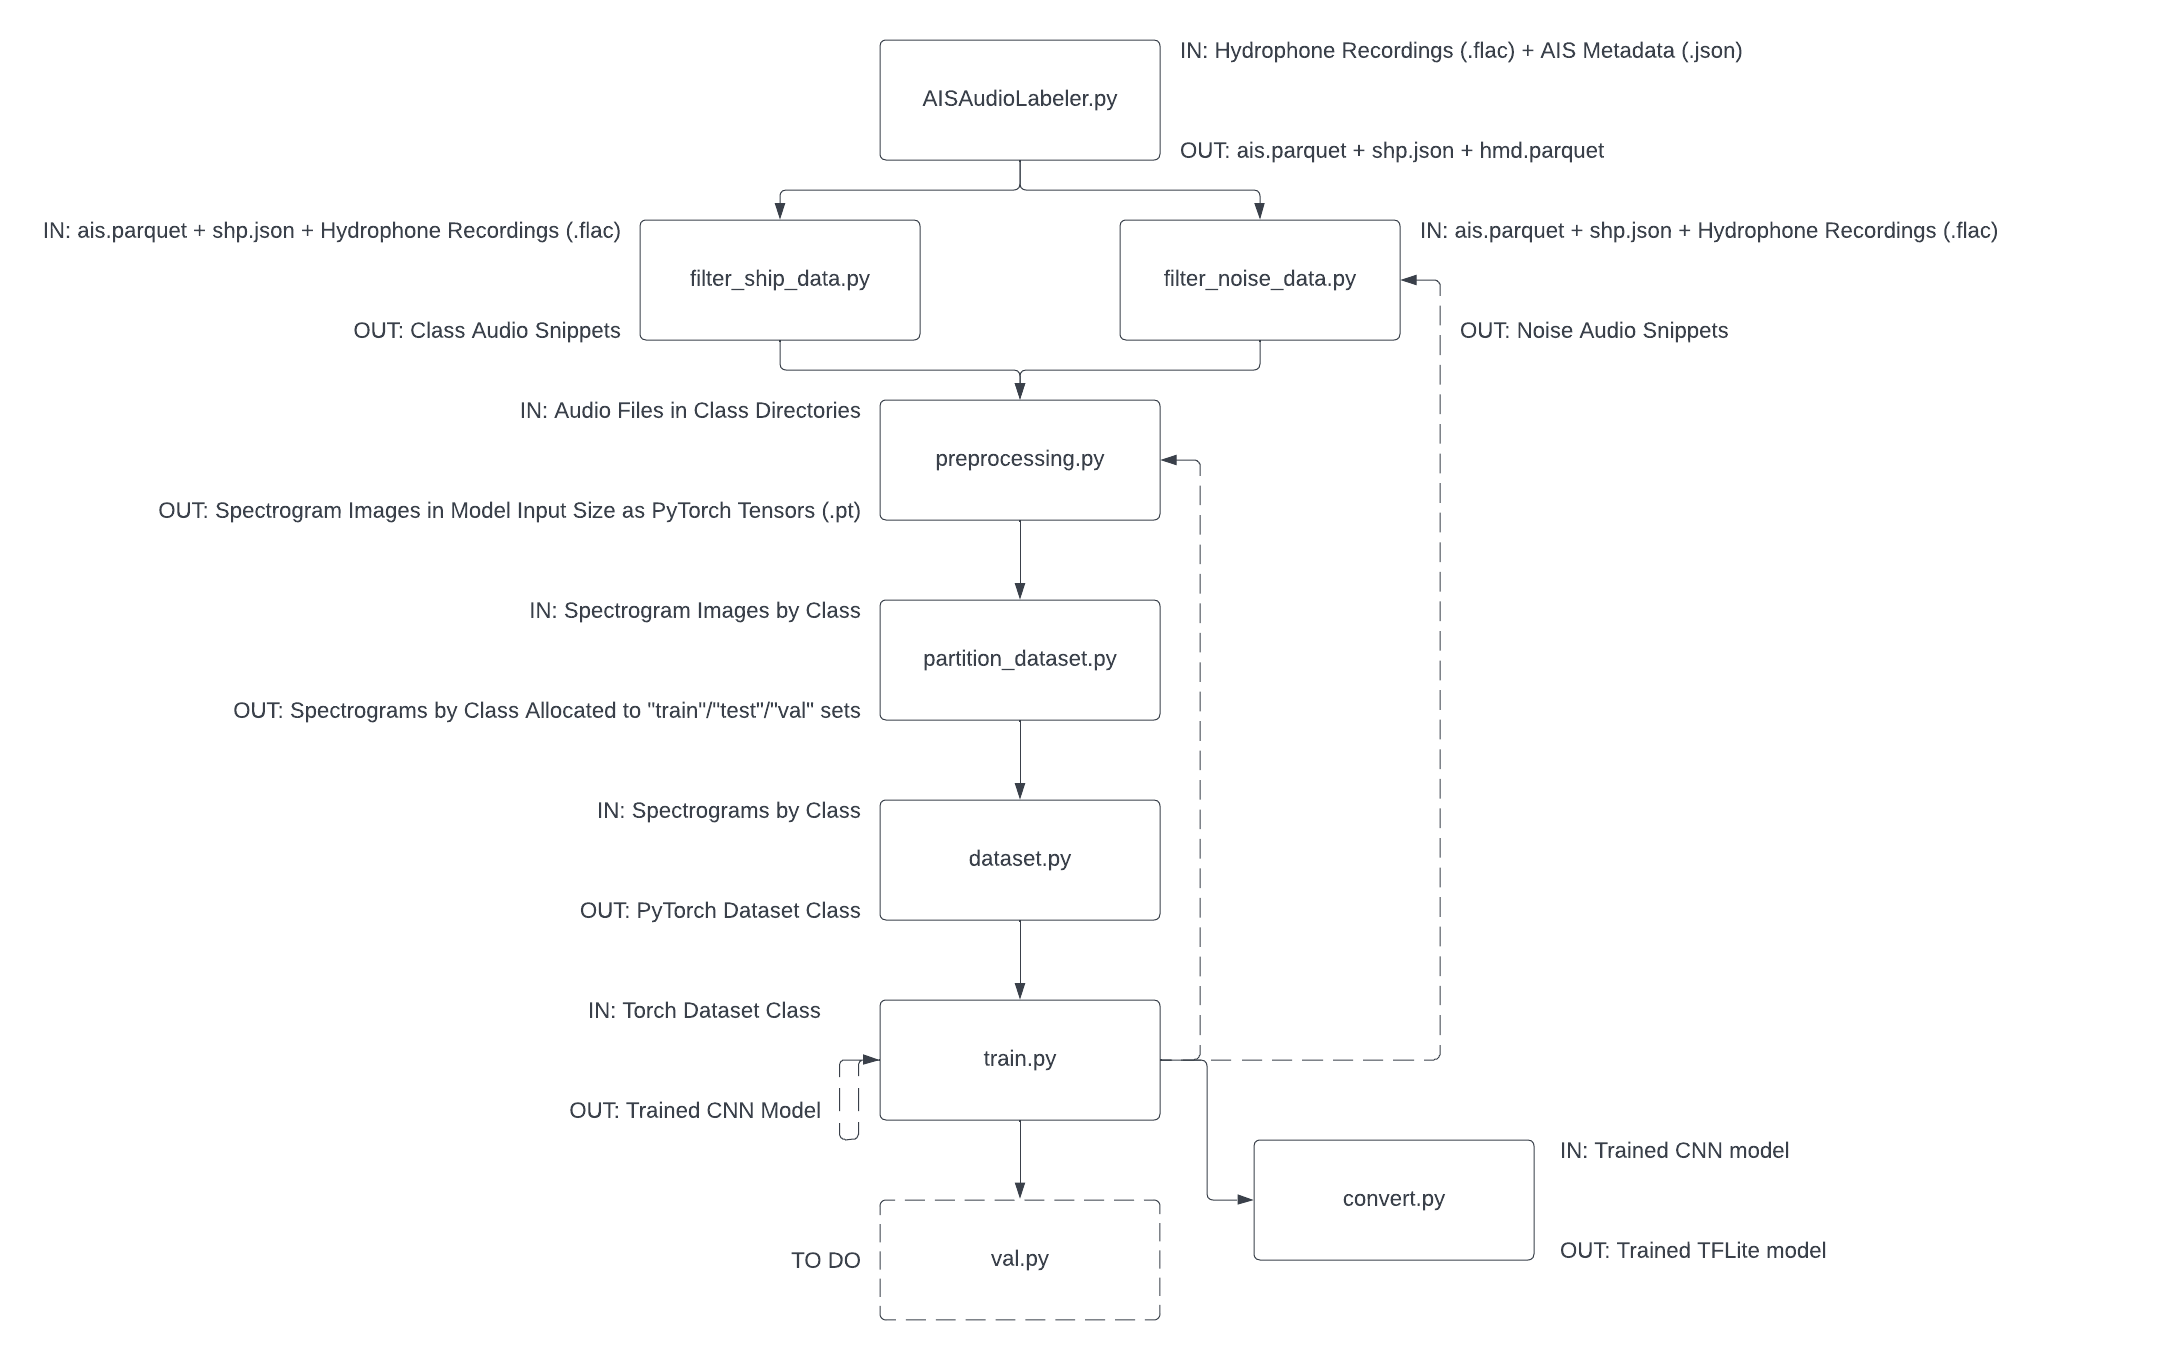 AISAudioLabeler.py
IN: Hydrophone Recordings (.flac) + AIS Metadata (.json)
OUT: ais.parquet + shp.json + hmd.parquet
IN: ais.parquet + shp.json + Hydrophone Recordings (.flac)
filter_ship_data.py
OUT: Class Audio Snippets
filter_noise_data.py
IN: ais.parquet + shp.json + Hydrophone Recordings (.flac)
OUT: Noise Audio Snippets
IN: Audio Files in Class Directories
preprocessing.py
OUT: Spectrogram Images in Model Input Size as PyTorch Tensors (.pt)
IN: Spectrogram Images by Class
partition_dataset.py
OUT: Spectrograms by Class Allocated to "train"/"test"/"val" sets
IN: Spectrograms by Class
dataset.py
OUT: PyTorch Dataset Class
IN: Torch Dataset Class
train.py
OUT: Trained CNN Model
IN: Trained CNN model
convert.py
OUT: Trained TFLite model
TO DO
val.py